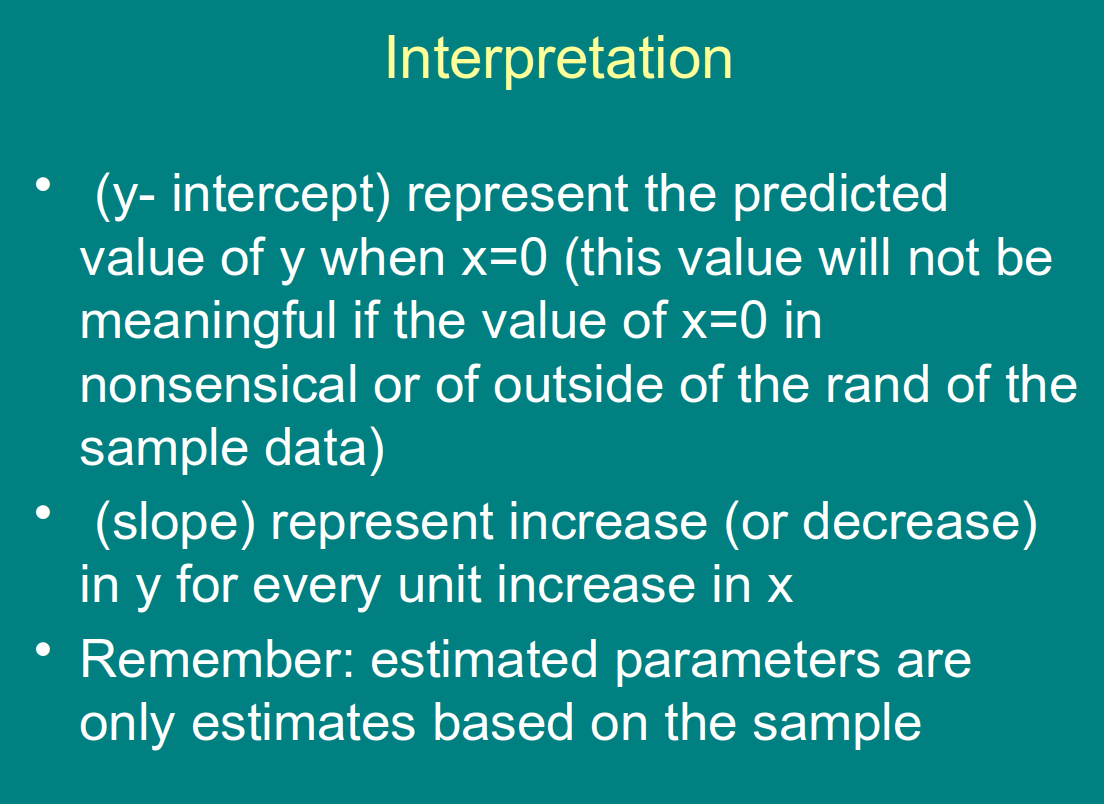 Interpretation
• (y- intercept) represent the predicted
value of y when x=0 (this value will not be
meaningful if the value of x=0 in
nonsensical or of outside of the rand of the
sample data)
• (slope) represent increase (or decrease)
in y for every unit increase in x
• Remember: estimated parameters are
only estimates based on the sample